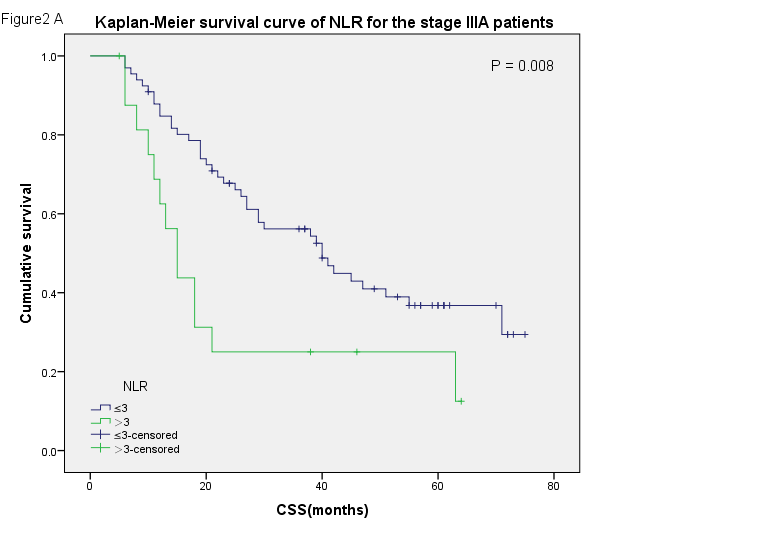 Figure2 A
Kaplan-Meier survival curve of NLR for the stage IIIA patients
P = 0.008
1.0
0.8
0.6
0.4
0.2
0.0
Cumulative survival
NLR
≤3
>3
≤3-censored
>3-censored
0 20 40 60 80
CSS(months)